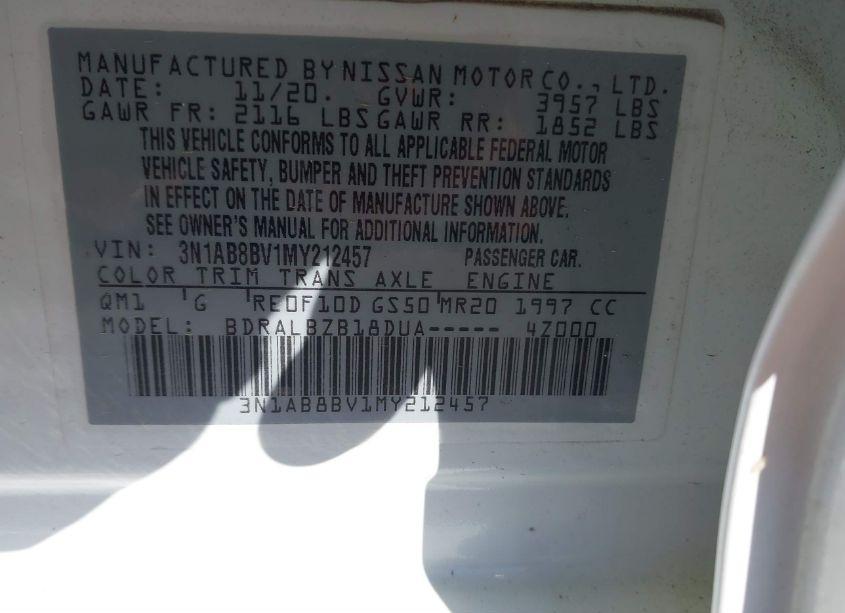 MANUFACTURED BY NISSAN MOTOR CO., LTD.
DATE: 11/20. GVWR: 3957 LBS
GAWR FR: 2116 LBS GAWR RR: 1852 LBS
THIS VEHICLE CONFORMS TO ALL APPLICABLE FEDERAL MOTOR
VEHICLE SAFETY, BUMPER AND THEFT PREVENTION STANDARDS
IN EFFECT ON THE DATE OF MANUFACTURE SHOWN ABOVE.
SEE OWNER'S MANUAL FOR ADDITIONAL INFORMATION.
VIN: 3N1AB8BV1MY212457 PASSENGER CAR.
COLOR TRIM TRANS AXLE ENGINE
QM1 G RE0F10D GS50 MR20 1997 CC
MODEL: BDRALBZB18DUA----- 4Z000
3N1AB8BV1MY212457